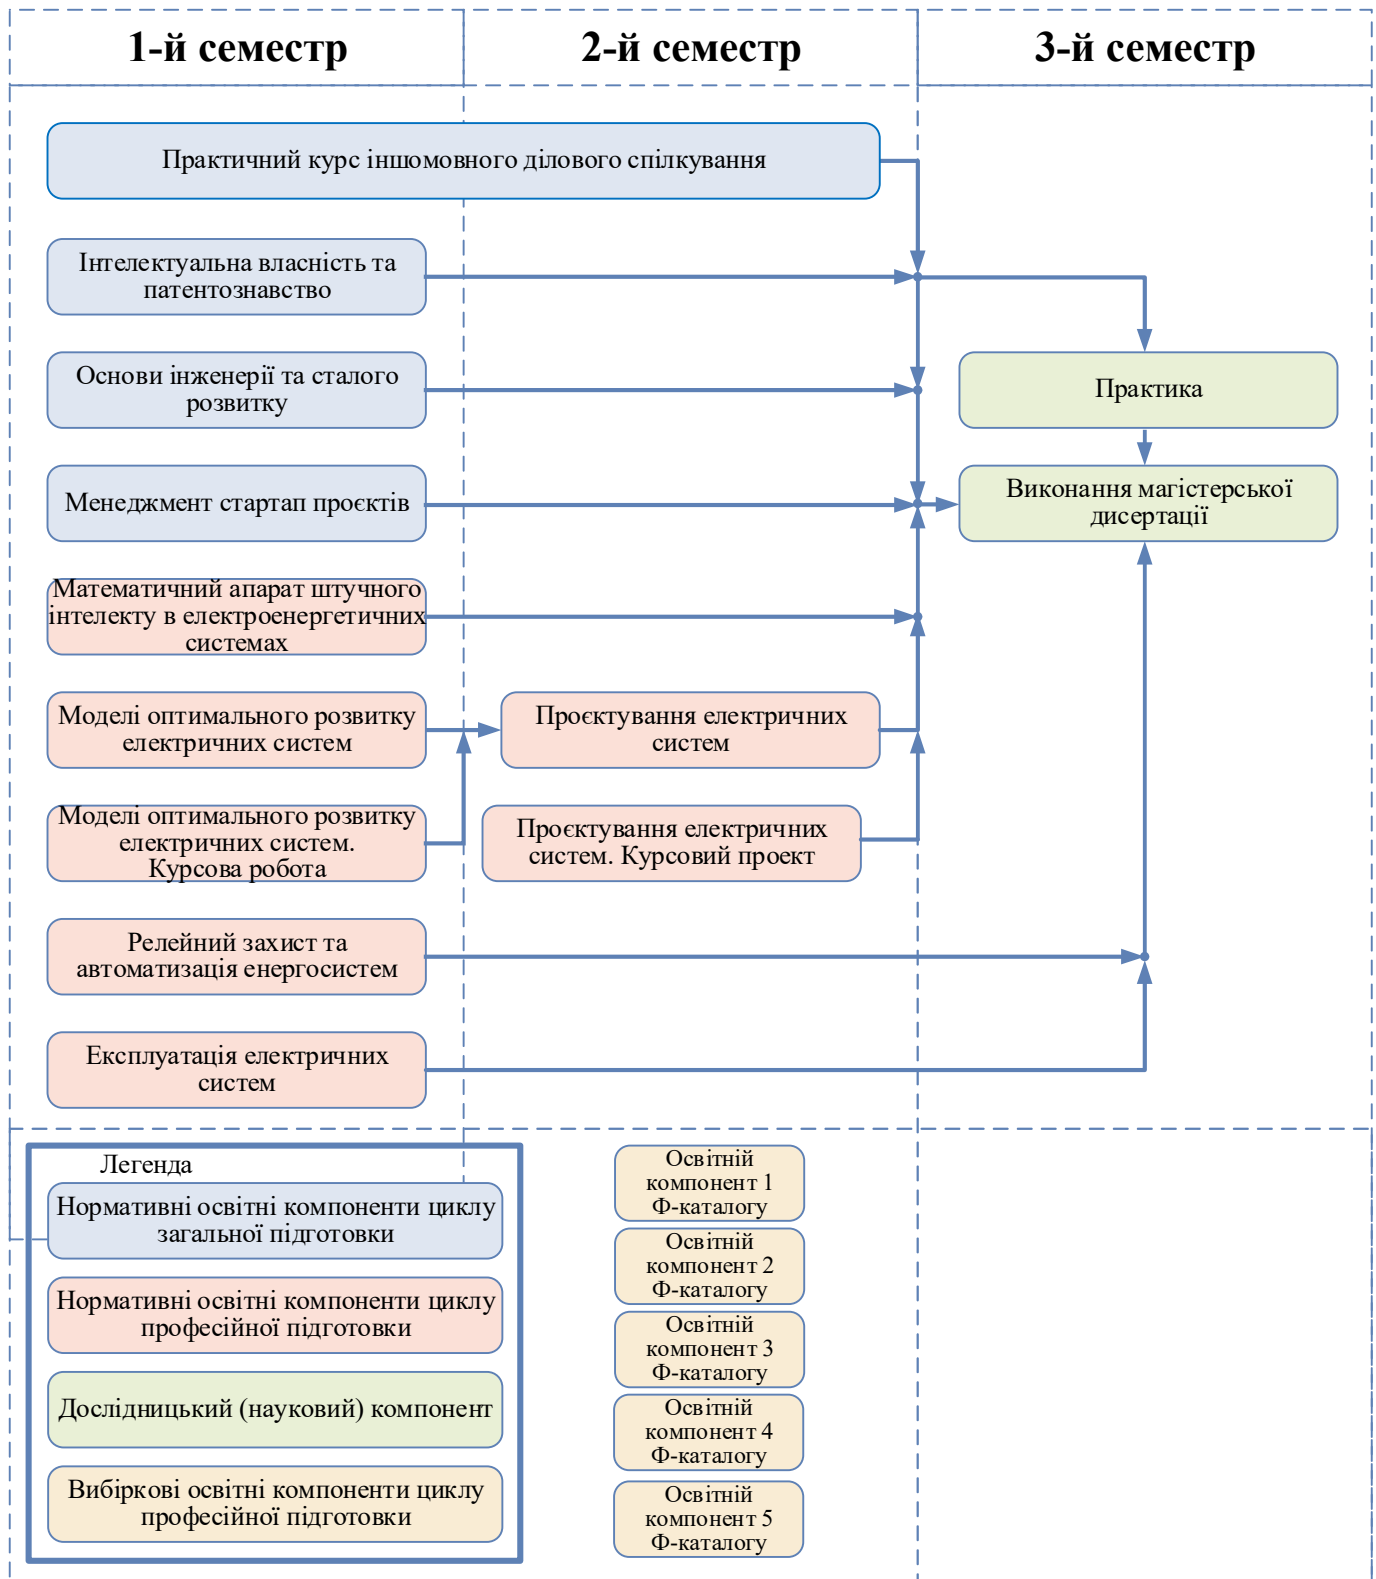 1-й семестр
2-й семестр
3-й семестр
Практичний курс іншомовного ділового спілкування
Інтелектуальна власність та
патентознавство
Основи інженерії та сталого
розвитку
Практика
Менеджмент стартап проєктів
Виконання магістерської
дисертації
Математичний апарат штучного
інтелекту в електроенергетичних
системах
Моделі оптимального розвитку
електричних систем
Проєктування електричних
систем
Моделі оптимального розвитку
електричних систем.
Курсова робота
Проєктування електричних
систем. Курсовий проект
Релейний захист та
автоматизація енергосистем
Експлуатація електричних
систем
Легенда
Нормативні освітні компоненти циклу
загальної підготовки
Нормативні освітні компоненти циклу
професійної підготовки
Дослідницький (науковий) компонент
Вибіркові освітні компоненти циклу
професійної підготовки
Освітній
компонент 1
Ф-каталогу
Освітній
компонент 2
Ф-каталогу
Освітній
компонент 3
Ф-каталогу
Освітній
компонент 4
Ф-каталогу
Освітній
компонент 5
Ф-каталогу